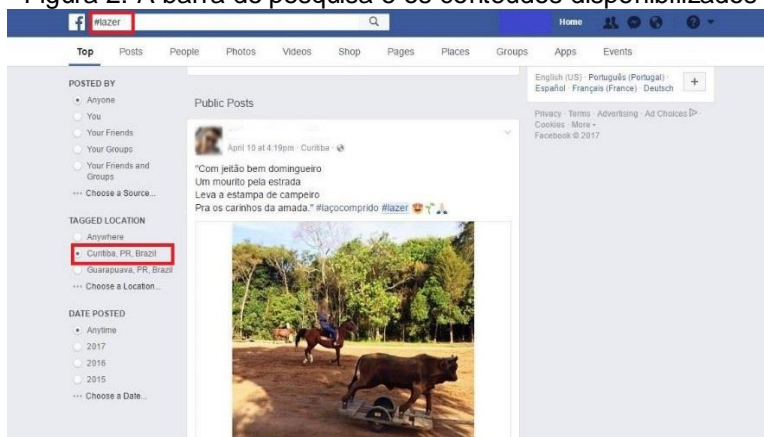 Figura 2: A barra de pesquisa e os conteúdos disponibilizados
#lazer
Home
Top Posts People Photos Videos Shop Pages Places Groups Apps Events
POSTED BY
Anyone
You
Your Friends
Your Groups
Your Friends and Groups
Choose a Source...
TAGGED LOCATION
Anywhere
Curitiba, PR, Brazil
Guarapuava, PR, Brazil
Choose a Location...
DATE POSTED
Anytime
2017
2016
2015
Choose a Date...
Public Posts
April 10 at 4:19pm · Curitiba ·
"Com jeitão bem domingueiro
Um mourito pela estrada
Leva a estampa de campeiro
Pra os carinhos da amada." #laçocomprido #lazer
English (US) · Português (Portugal) ·
Español · Français (France) · Deutsch
Privacy · Terms · Advertising · Ad Choices ·
Cookies · More
Facebook © 2017